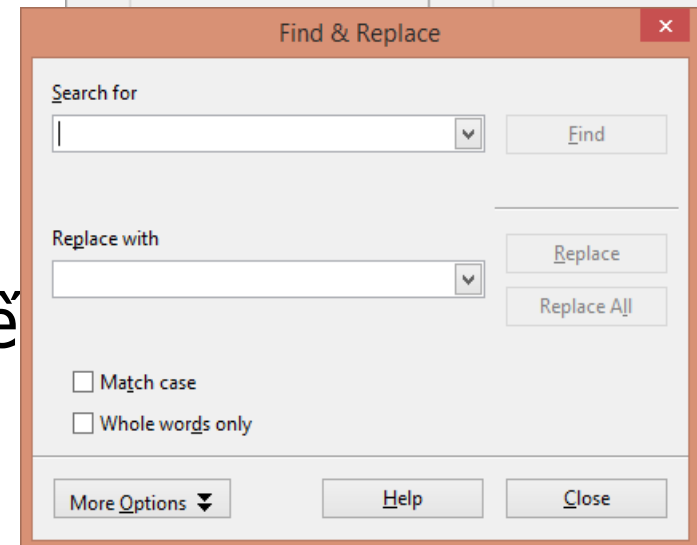 Find & Replace
Search for
Find
Replace with
Replace
Replace All
ě
Match case
Whole words only
More Options
Help
Close